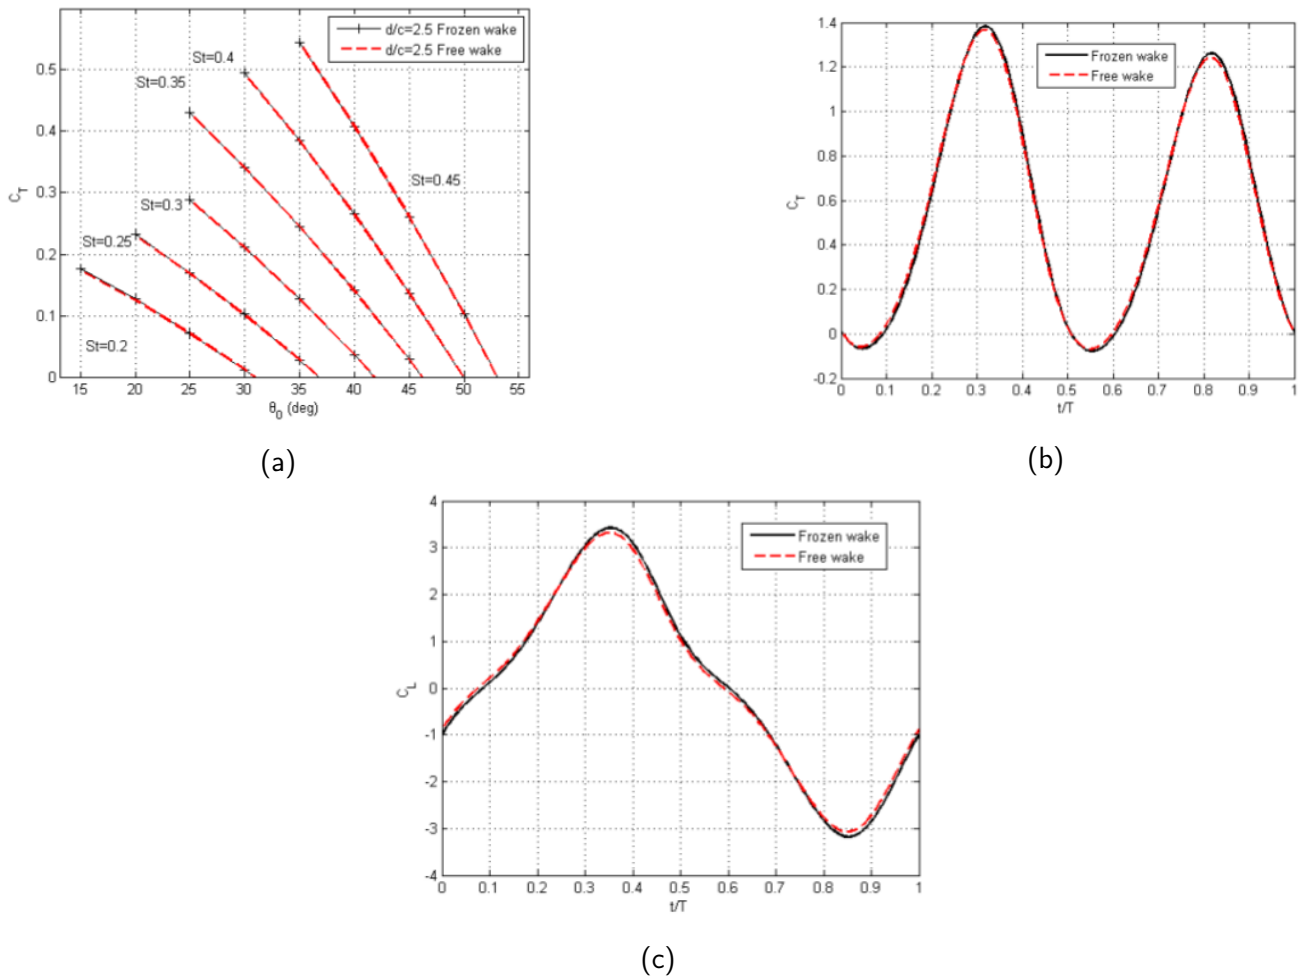 d/c=2.5 Frozen wake
d/c=2.5 Free wake
St=0.4
St=0.35
St=0.45
St=0.3
St=0.25
St=0.2
0.5
0.4
0.3
0.2
0.1
0
C_T
15 20 25 30 35 40 45 50 55
θ_0 (deg)
(a)
Frozen wake
Free wake
1.4
1.2
1
0.8
0.6
0.4
0.2
0
-0.2
C_T
0 0.1 0.2 0.3 0.4 0.5 0.6 0.7 0.8 0.9 1
t/T
(b)
Frozen wake
Free wake
4
3
2
1
0
-1
-2
-3
-4
C_L
0 0.1 0.2 0.3 0.4 0.5 0.6 0.7 0.8 0.9 1
t/T
(c)